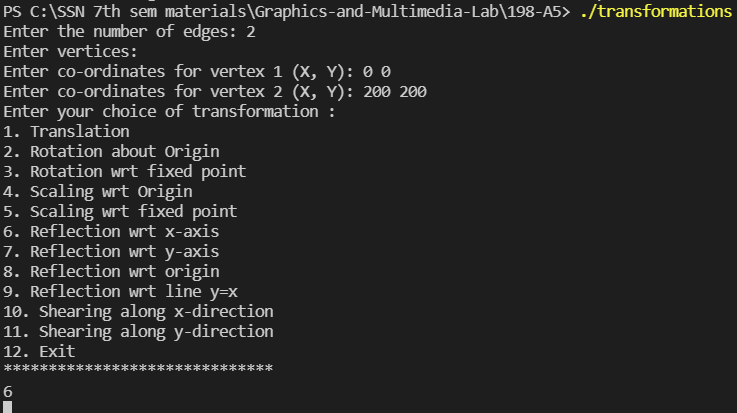 PS C:\SSN 7th sem materials\Graphics-and-Multimedia-Lab\198-A5> ./transformations
Enter the number of edges: 2
Enter vertices:
Enter co-ordinates for vertex 1 (X, Y): 0 0
Enter co-ordinates for vertex 2 (X, Y): 200 200
Enter your choice of transformation :
1. Translation
2. Rotation about Origin
3. Rotation wrt fixed point
4. Scaling wrt Origin
5. Scaling wrt fixed point
6. Reflection wrt x-axis
7. Reflection wrt y-axis
8. Reflection wrt origin
9. Reflection wrt line y=x
10. Shearing along x-direction
11. Shearing along y-direction
12. Exit
******************************
6